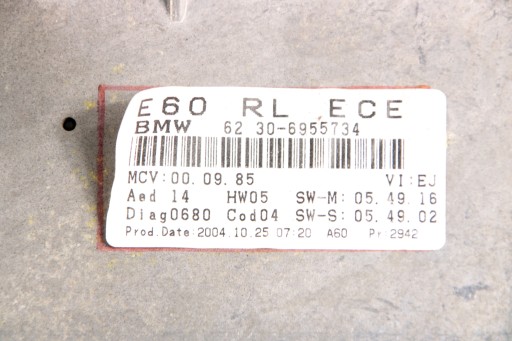 E60 RL ECE
BMW 62 30-6955734
MCV:00.09.85 VI:EJ
Aed 14 HW05 SW-M: 05.49.16
Diag0680 Cod04 SW-S: 05.49.02
Prod.Date:2004.10.25 07:20 A60 Pr:2942